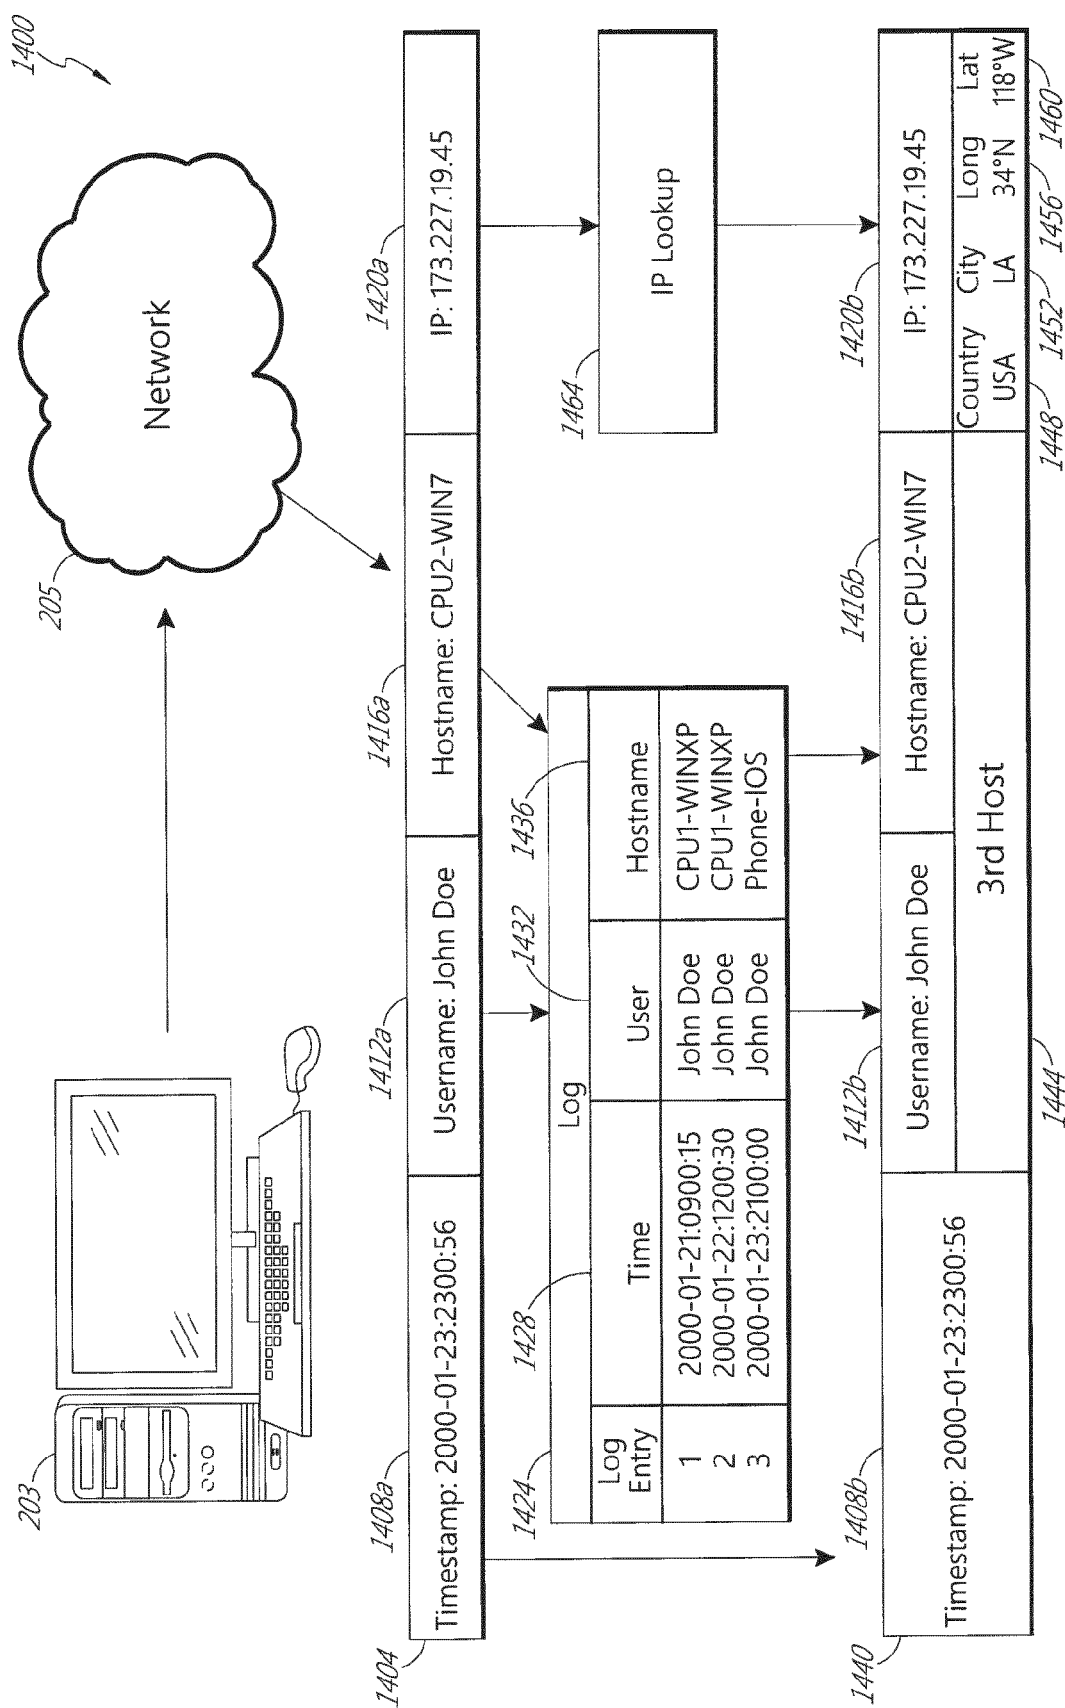 1400
203
205
Network
1404
1408a
1412a
1416a
1420a
Timestamp: 2000-01-23:2300:56
Username: John Doe
Hostname: CPU2-WIN7
IP: 173.227.19.45
1424
1428
1432
1436
Log
Log Entry
Time
User
Hostname
1 2000-01-21:0900:15 John Doe CPU1-WINXP
2 2000-01-22:1200:30 John Doe CPU1-WINXP
3 2000-01-23:2100:00 John Doe Phone-IOS
1464
IP Lookup
1440
1408b
1412b
1416b
1420b
Timestamp: 2000-01-23:2300:56
Username: John Doe
Hostname: CPU2-WIN7
IP: 173.227.19.45
3rd Host
Country City Long Lat
USA LA 34°N 118°W
1444
1448
1452
1456
1460